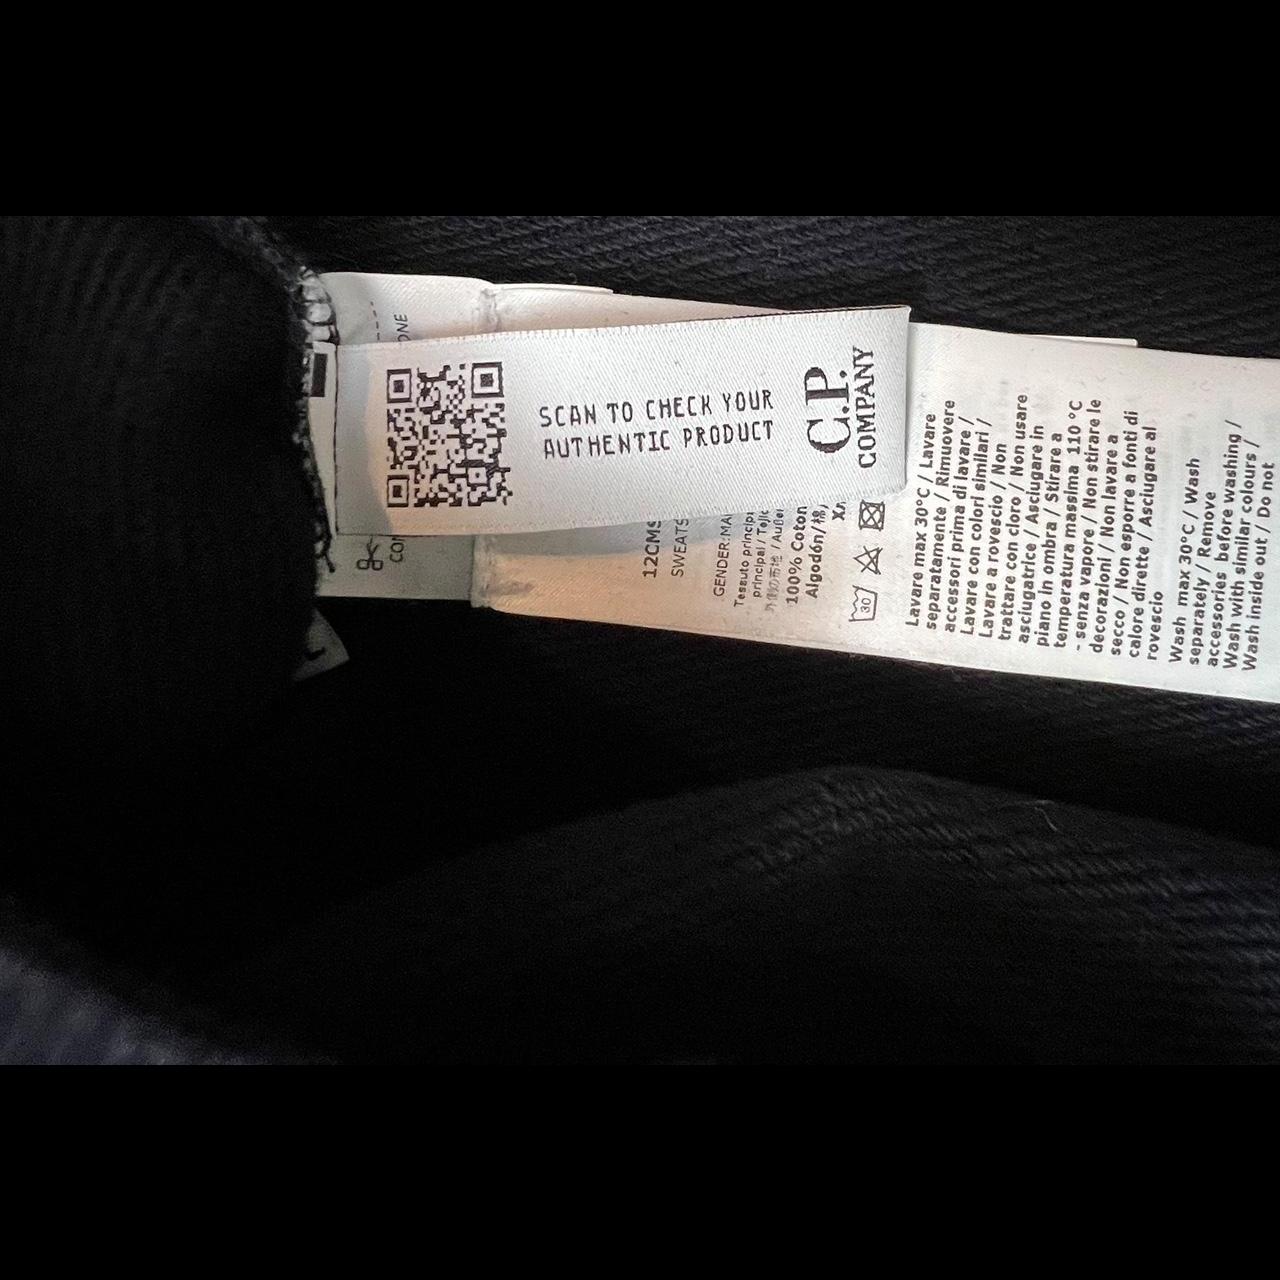 SCAN TO CHECK YOUR
AUTHENTIC PRODUCT
C.P.
COMPANY
12CMS
SWEATS
GENDER:MA
Tessuto princip
principal / Tejic
100% Coton
Algodón/棉/
30
Lavare max 30°C / Lavare
separatamente / Rimuovere
accessori prima di lavare /
Lavare con colori similari /
Lavare a rovescio / Non
trattare con cloro / Non usare
asciugatrice / Asciugare in
piano in ombra / Stirare a
temperatura massima 110 °C
- senza vapore / Non stirare le
decorazioni / Non lavare a
secco / Non esporre a fonti di
calore dirette / Asciugare al
rovescio
Wash max 30°C / Wash
separately / Remove
accessories before washing /
Wash with similar colours /
Wash inside out / Do not